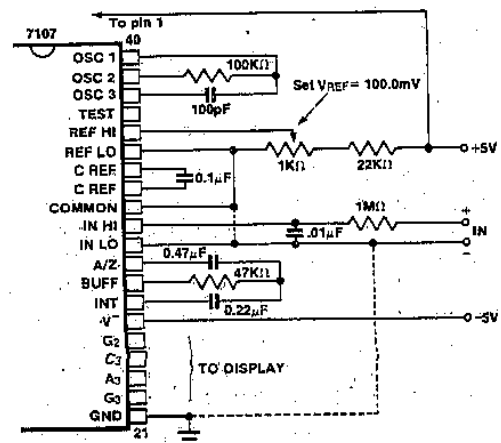 To pin 1
7107
40
OSC 1
100KΩ
OSC 2
Set VREF = 100.0mV
OSC 3
100pF
TEST
REF HI
REF LO
+5V
1KΩ
22KΩ
C REF
0.1μF
C REF
COMMON
1MΩ
+
IN HI
IN
.01μF
IN LO
–
0.47μF
A/Z
47KΩ
BUFF
INT
0.22μF
V–
–5V
G2
C3
TO DISPLAY
A3
G3
GND
21